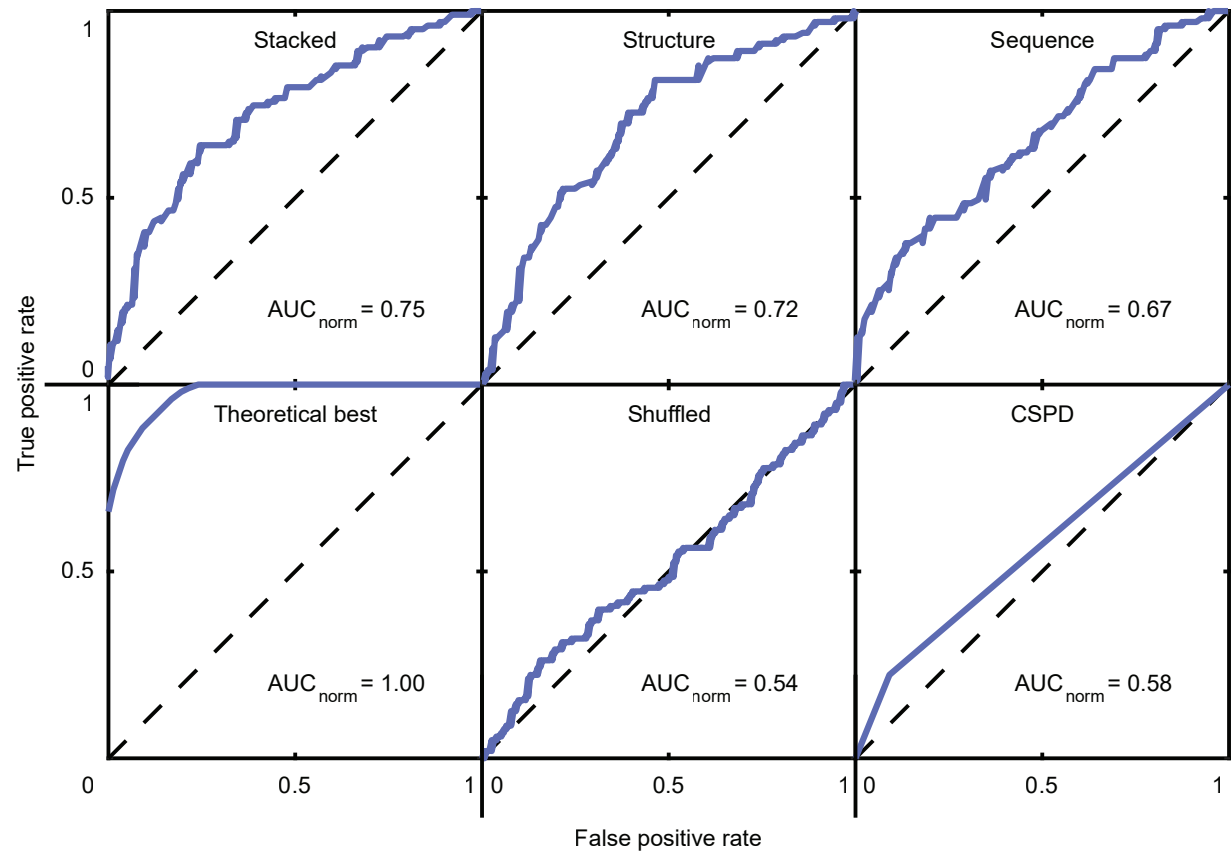 True positive rate
1
0.5
0
Stacked
AUCnorm = 0.75
Structure
AUCnorm = 0.72
Sequence
AUCnorm = 0.67
1
0.5
0
Theoretical best
AUCnorm = 1.00
Shuffled
AUCnorm = 0.54
CSPD
AUCnorm = 0.58
0.5 1 0 0.5 1 0 0.5 1
False positive rate